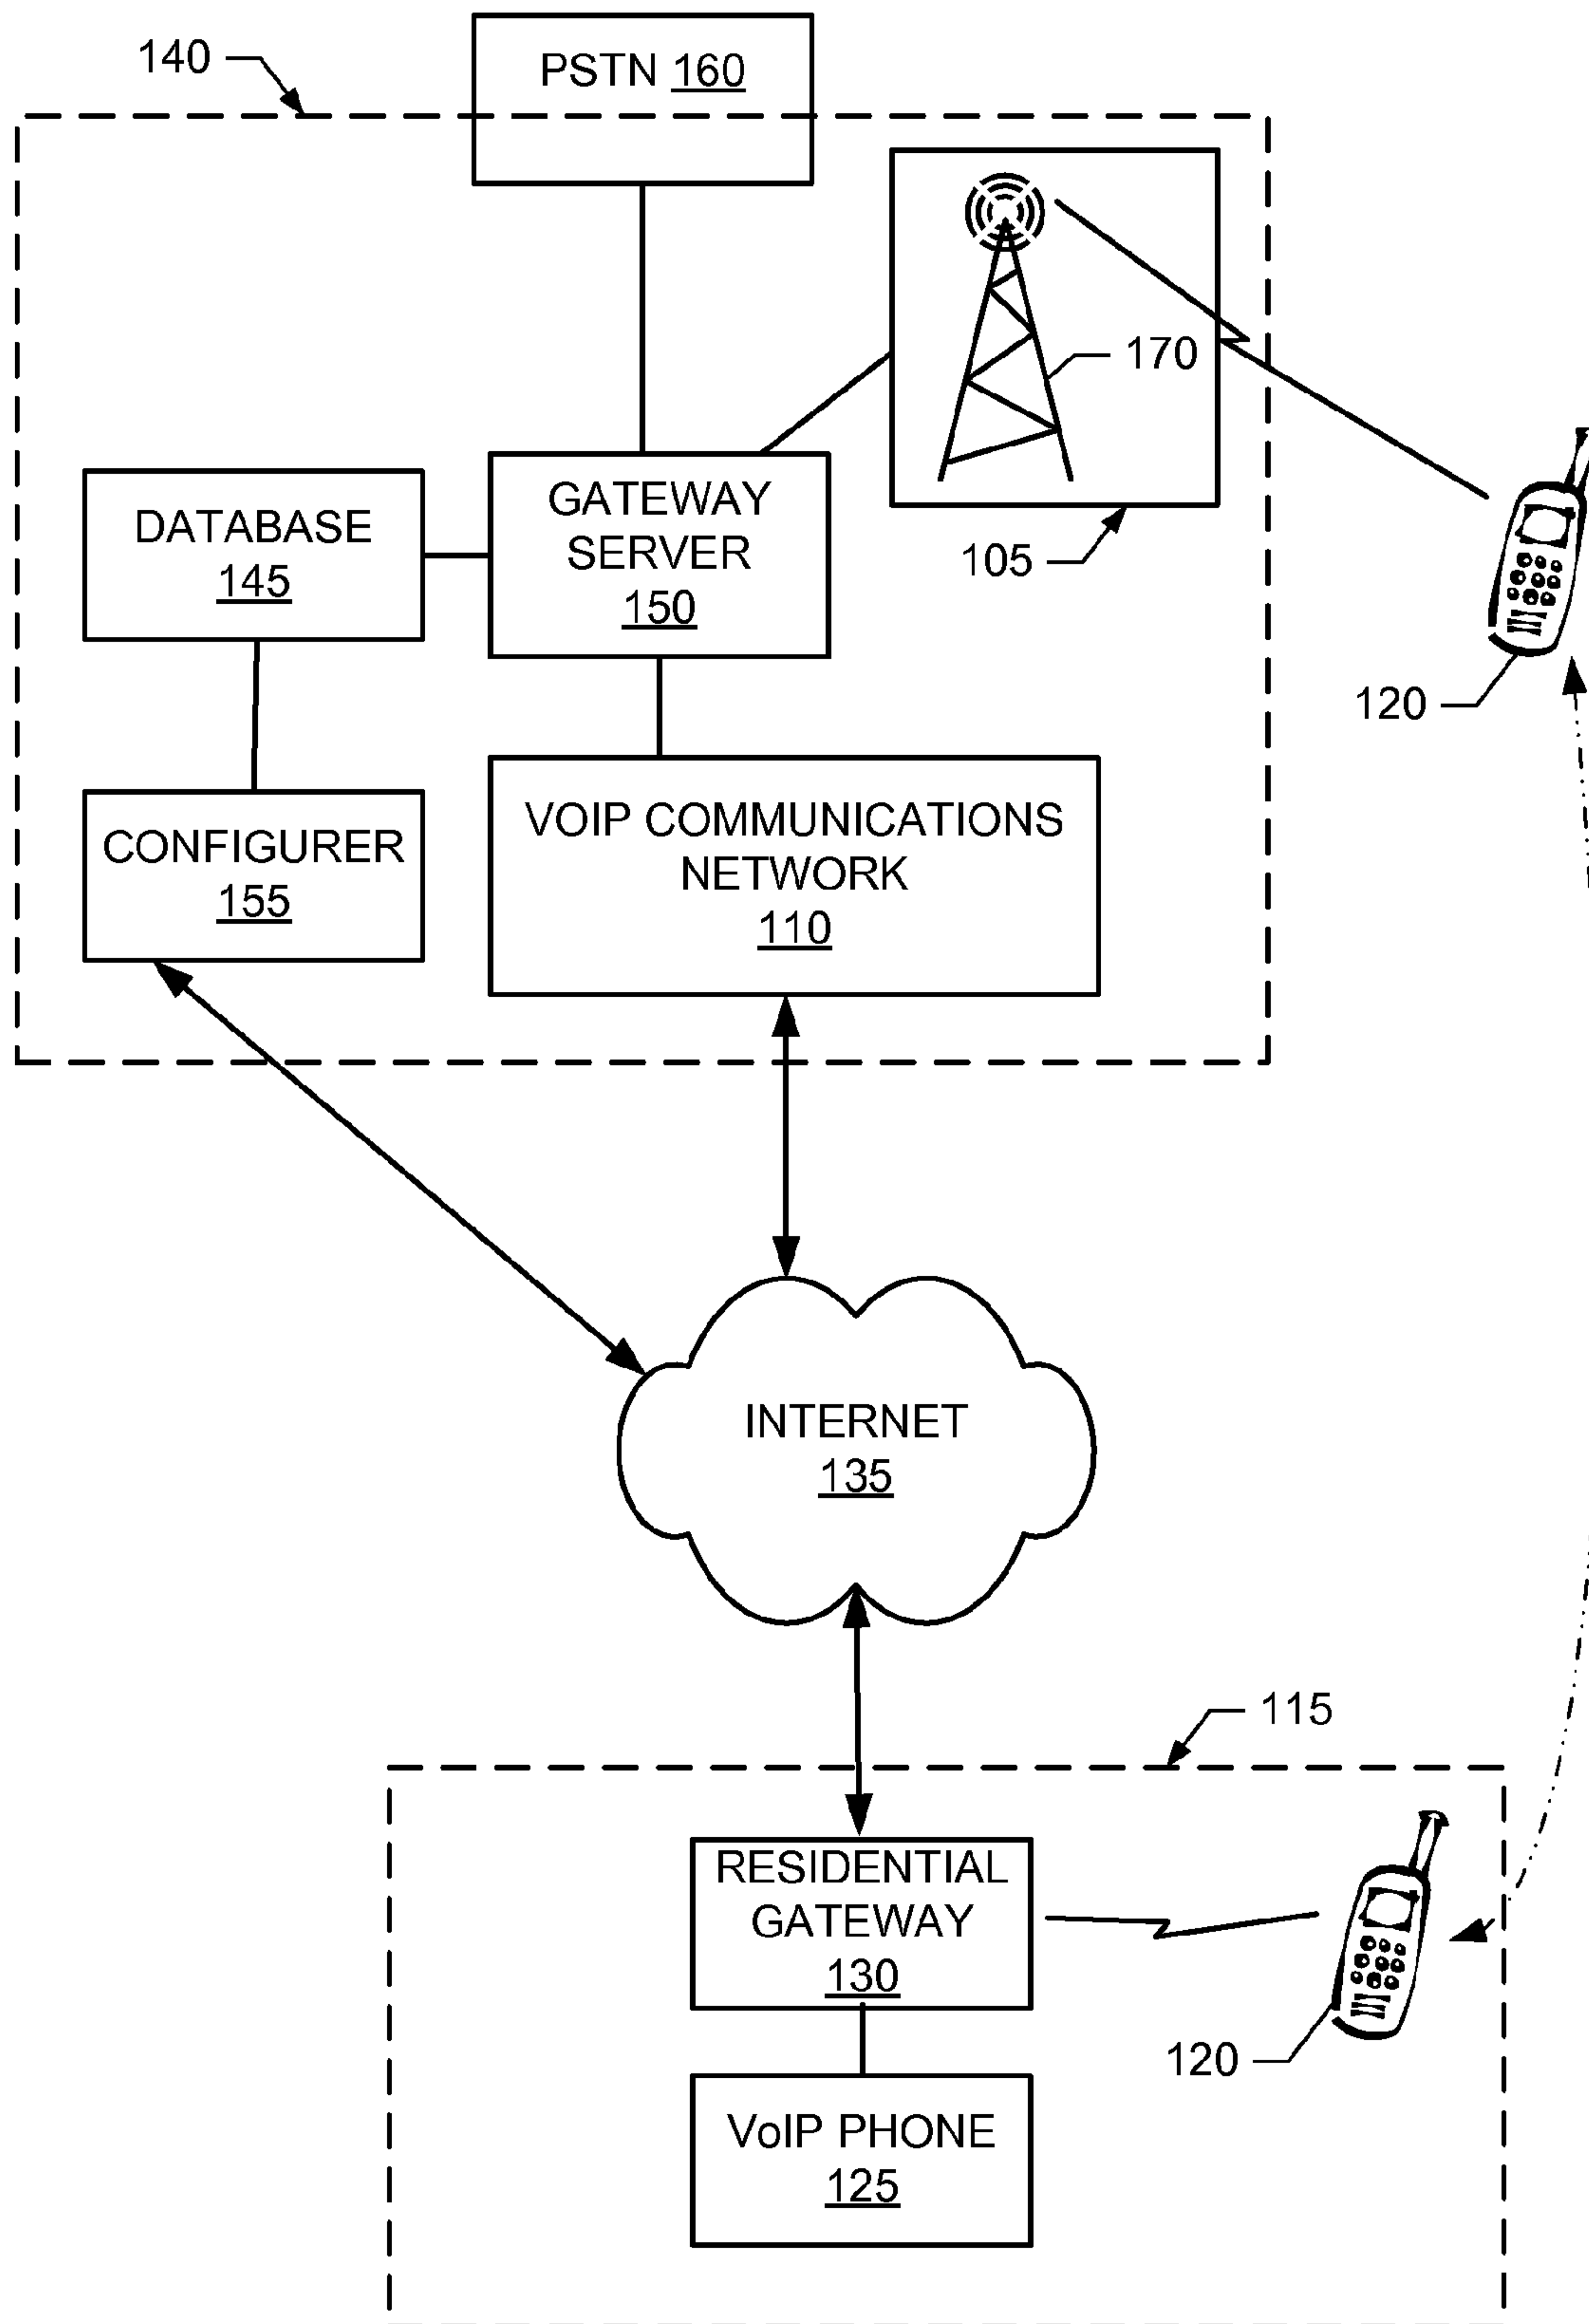 140
PSTN 160
170
105
DATABASE
145
GATEWAY
SERVER
150
120
CONFIGURER
155
VOIP COMMUNICATIONS
NETWORK
110
INTERNET
135
115
RESIDENTIAL
GATEWAY
130
120
VoIP PHONE
125